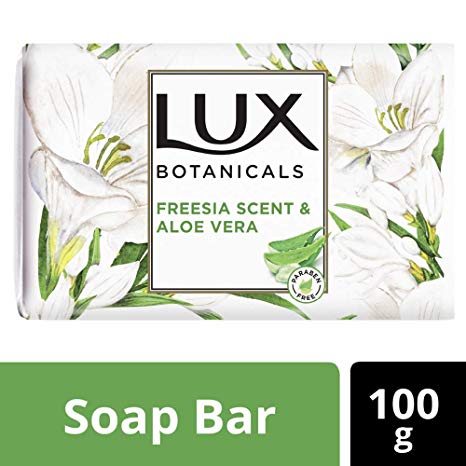 LUX
BOTANICALS
FREESIA SCENT &
ALOE VERA
PARABEN
FREE
Soap Bar
100
g